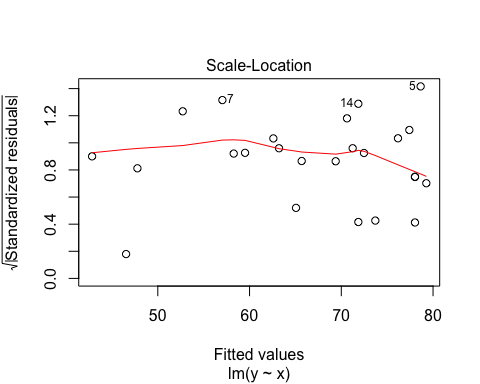 Scale-Location
√|Standardized residuals|
0.0 0.4 0.8 1.2
7
14
5
50 60 70 80
Fitted values
lm(y ~ x)